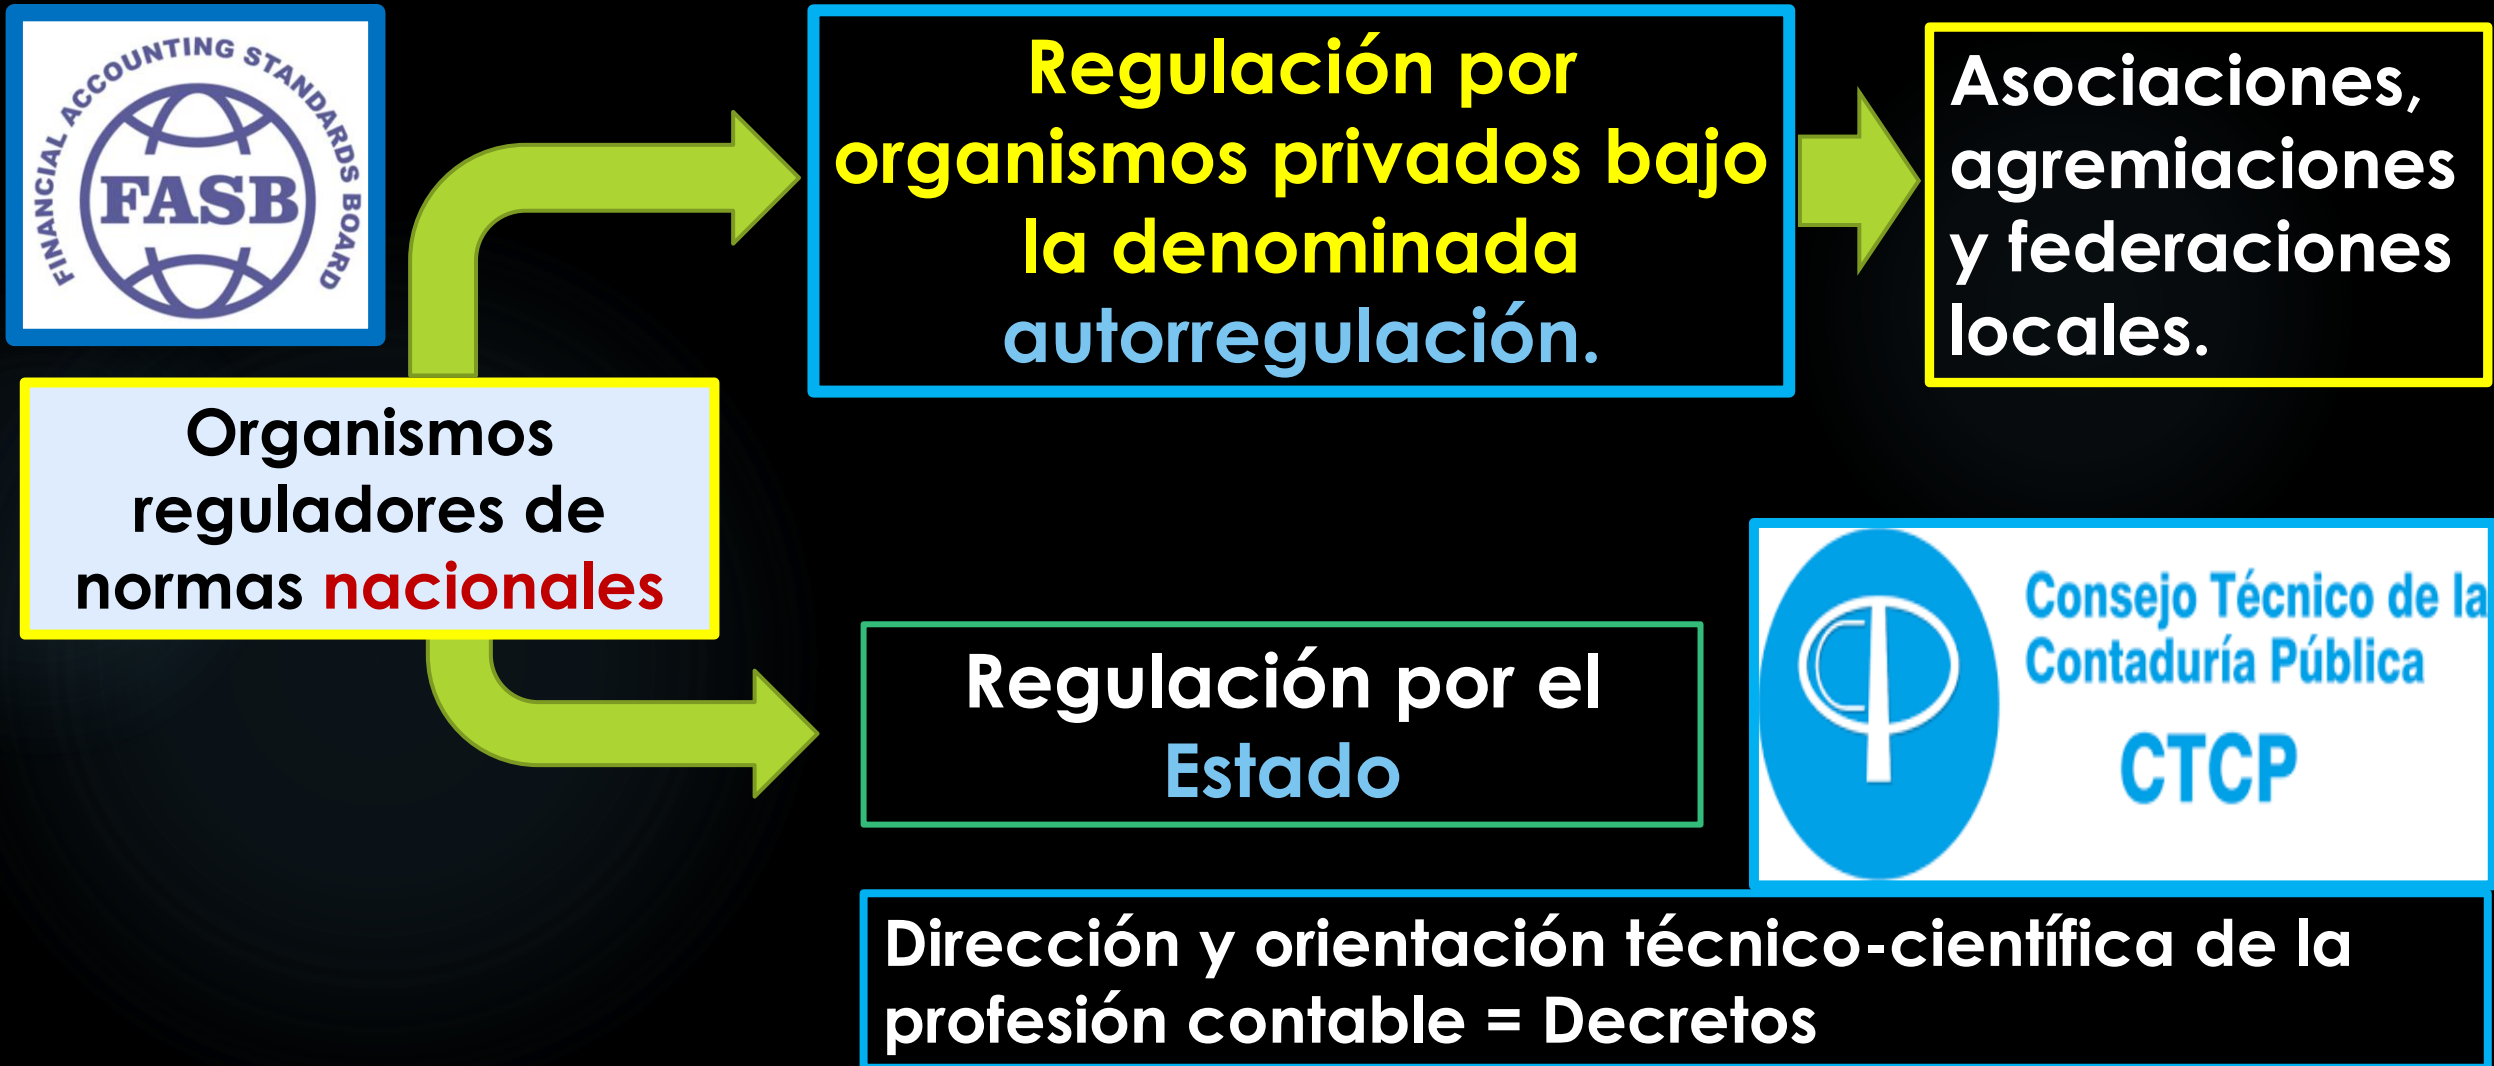 FINANCIAL ACCOUNTING STANDARDS BOARD
FASB
Organismos
reguladores de
normas nacionales
Regulación por
organismos privados bajo
la denominada
autorregulación.
Asociaciones,
agremiaciones
y federaciones
locales.
Regulación por el
Estado
Consejo Técnico de la
Contaduría Pública
CTCP
Dirección y orientación técnico-científica de la
profesión contable = Decretos